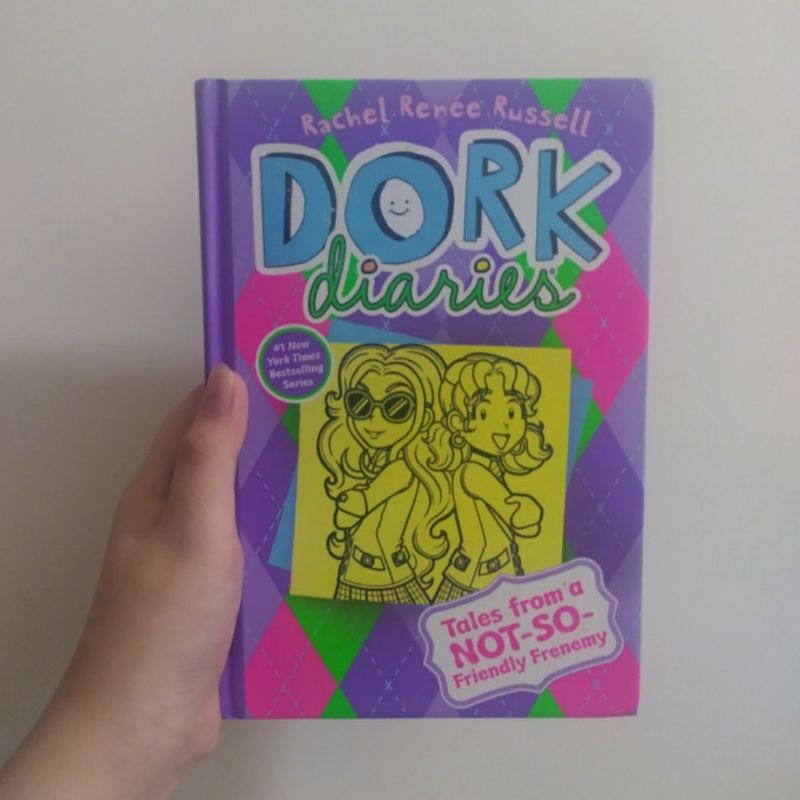 Rachel Renée Russell
DORK
diaries
#1 New
York Times
Bestselling
Series
Tales from a
NOT-SO-
Friendly Frenemy